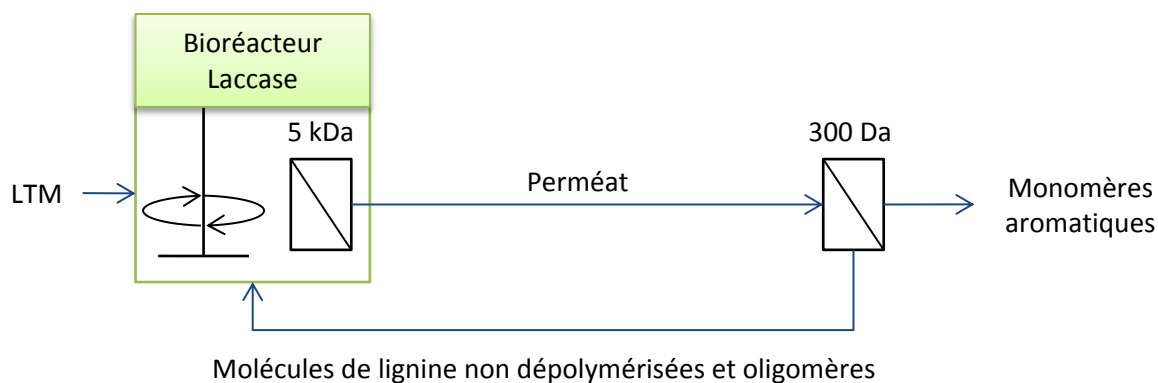 Bioréacteur
Laccase
5 kDa
300 Da
LTM
Perméat
Monomères
aromatiques
Molécules de lignine non dépolymérisées et oligomères